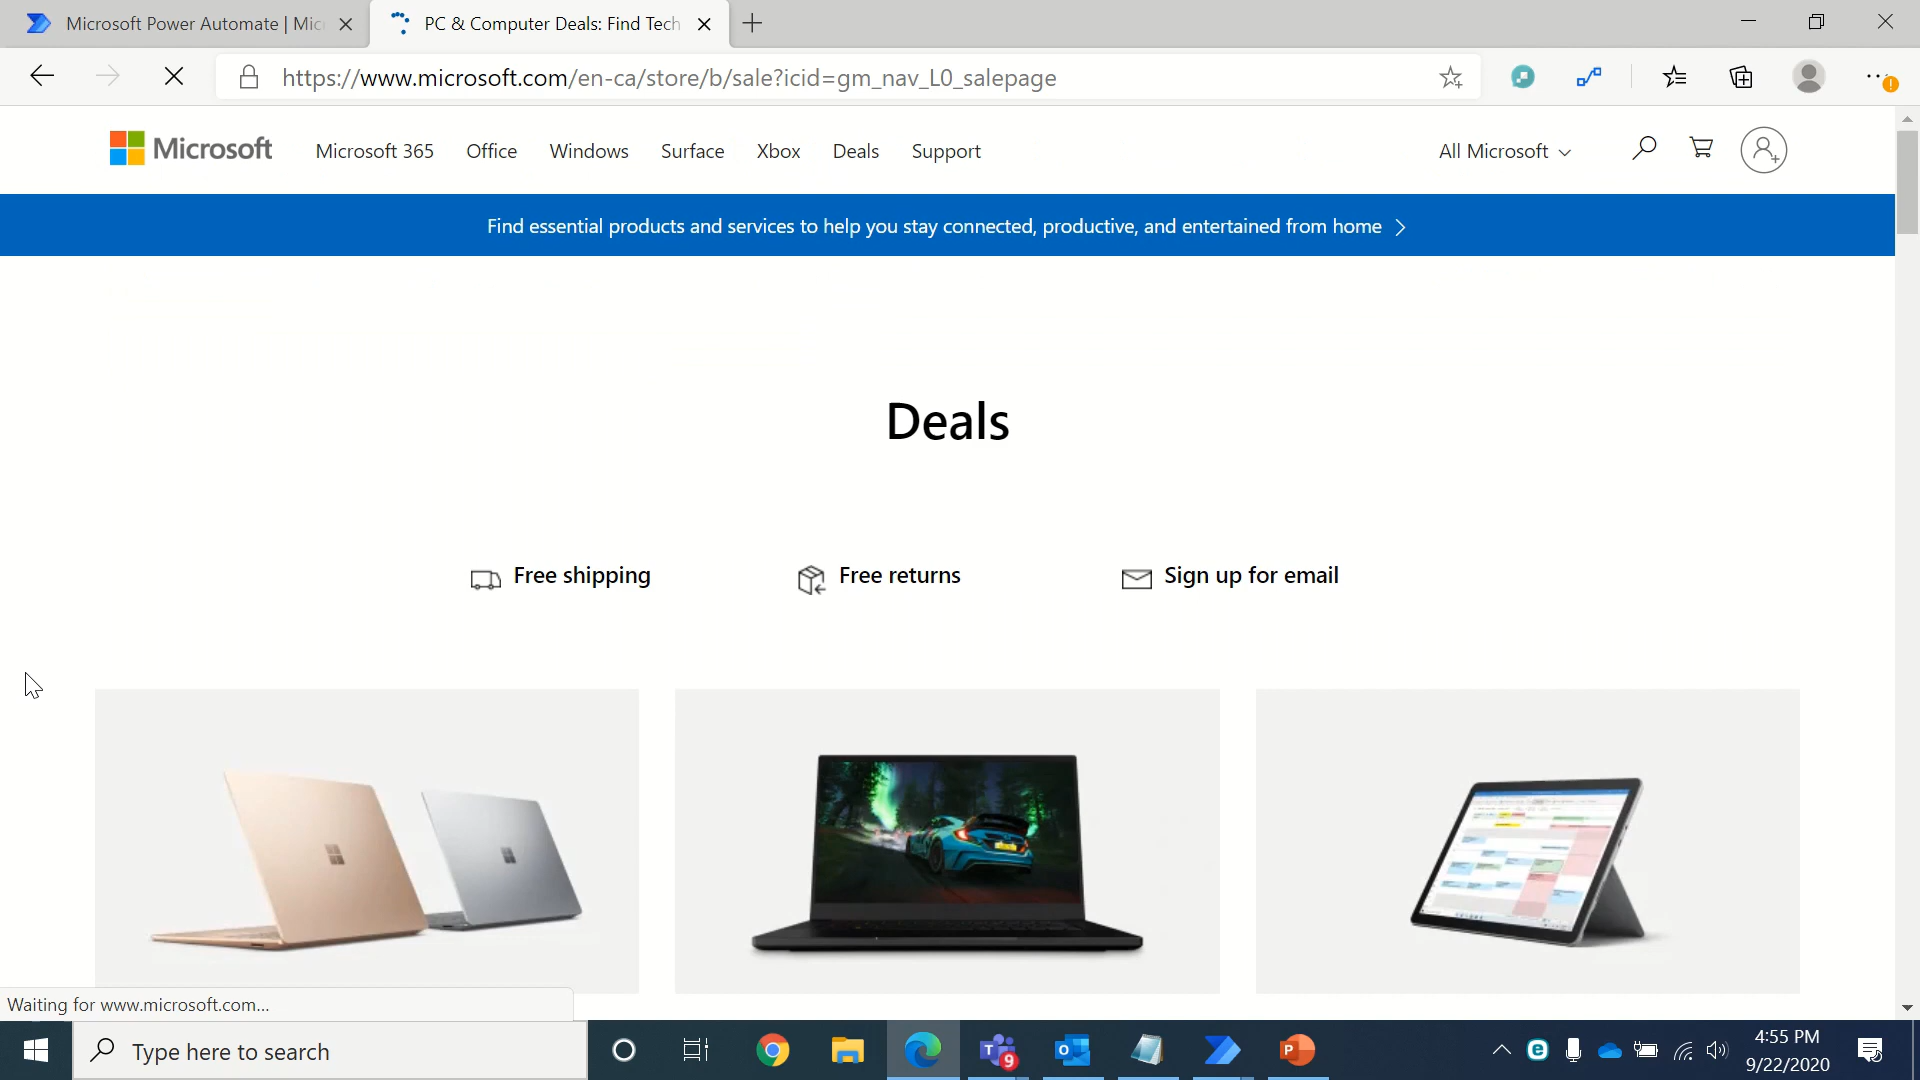 Microsoft Power Automate | Mic
PC & Computer Deals: Find Tech
https://www.microsoft.com/en-ca/store/b/sale?icid=gm_nav_L0_salepage
Microsoft
Microsoft 365
Office
Windows
Surface
Xbox
Deals
Support
All Microsoft
Find essential products and services to help you stay connected, productive, and entertained from home
Deals
Free shipping
Free returns
Sign up for email
Waiting for www.microsoft.com...
Type here to search
9
4:55 PM
9/22/2020